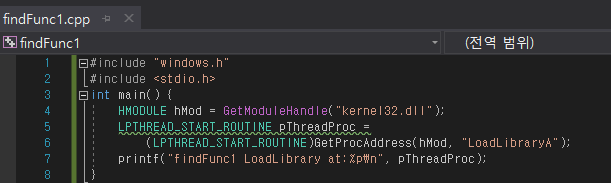 findFunc1.cpp
findFunc1
(전역 범위)
1 #include "windows.h"
2 #include <stdio.h>
3 int main() {
4 HMODULE hMod = GetModuleHandle("kernel32.dll");
5 LPTHREAD_START_ROUTINE pThreadProc =
6 (LPTHREAD_START_ROUTINE)GetProcAddress(hMod, "LoadLibraryA");
7 printf("findFunc1 LoadLibrary at:%p₩n", pThreadProc);
8 }